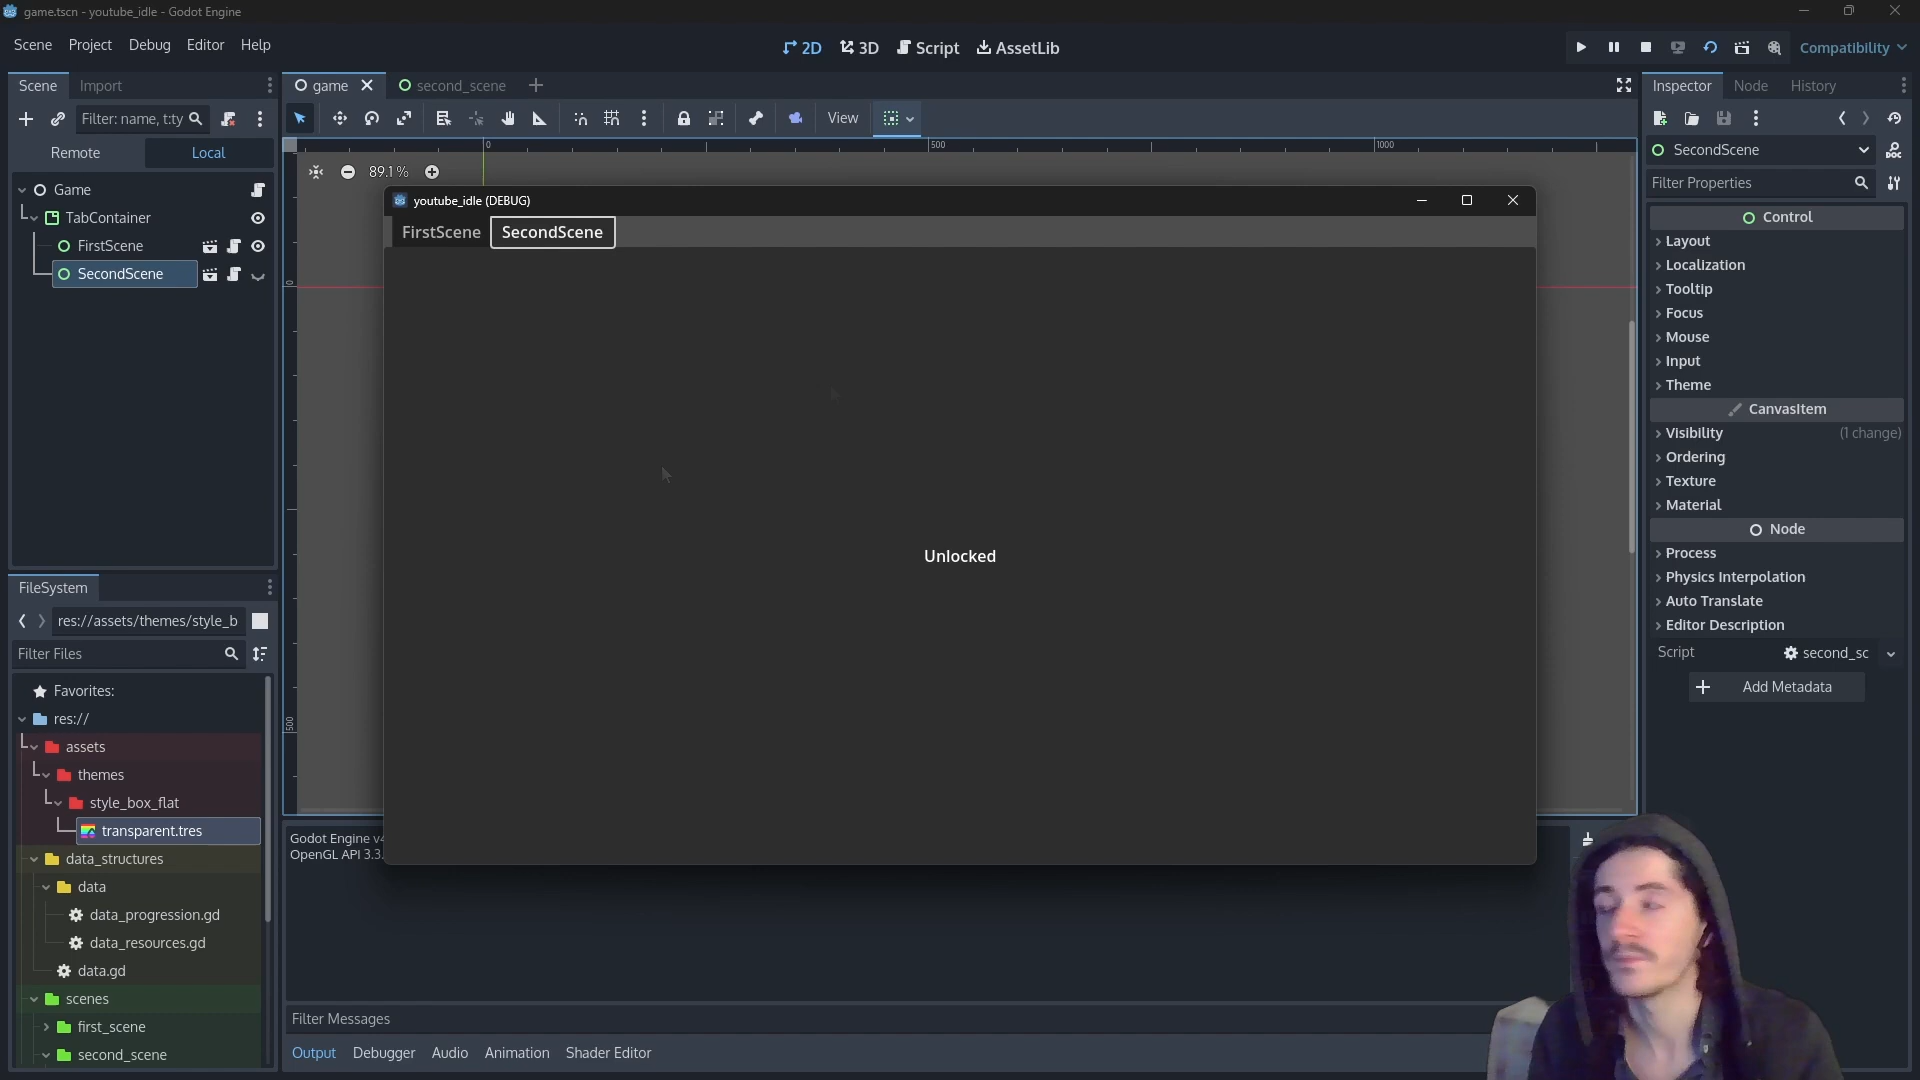 game.tscn - youtube_idle - Godot Engine
Scene Project Debug Editor Help
2D 3D Script AssetLib
Compatibility
Scene Import
game second_scene
Inspector Node History
Filter: name, t:ty
View
Remote Local
SecondScene
Filter Properties
0 500 1000
89.1 %
Game
TabContainer
FirstScene
SecondScene
0
500
youtube_idle (DEBUG)
FirstScene SecondScene
Unlocked
Control
Layout
Localization
Tooltip
Focus
Mouse
Input
Theme
CanvasItem
Visibility (1 change)
Ordering
Texture
Material
Node
Process
Physics Interpolation
Auto Translate
Editor Description
Script second_sc
Add Metadata
FileSystem
res://assets/themes/style_b
Filter Files
Favorites:
res://
assets
themes
style_box_flat
transparent.tres
data_structures
data
data_progression.gd
data_resources.gd
data.gd
scenes
first_scene
second_scene
Godot Engine v4
OpenGL API 3.3.
Filter Messages
Output Debugger Audio Animation Shader Editor